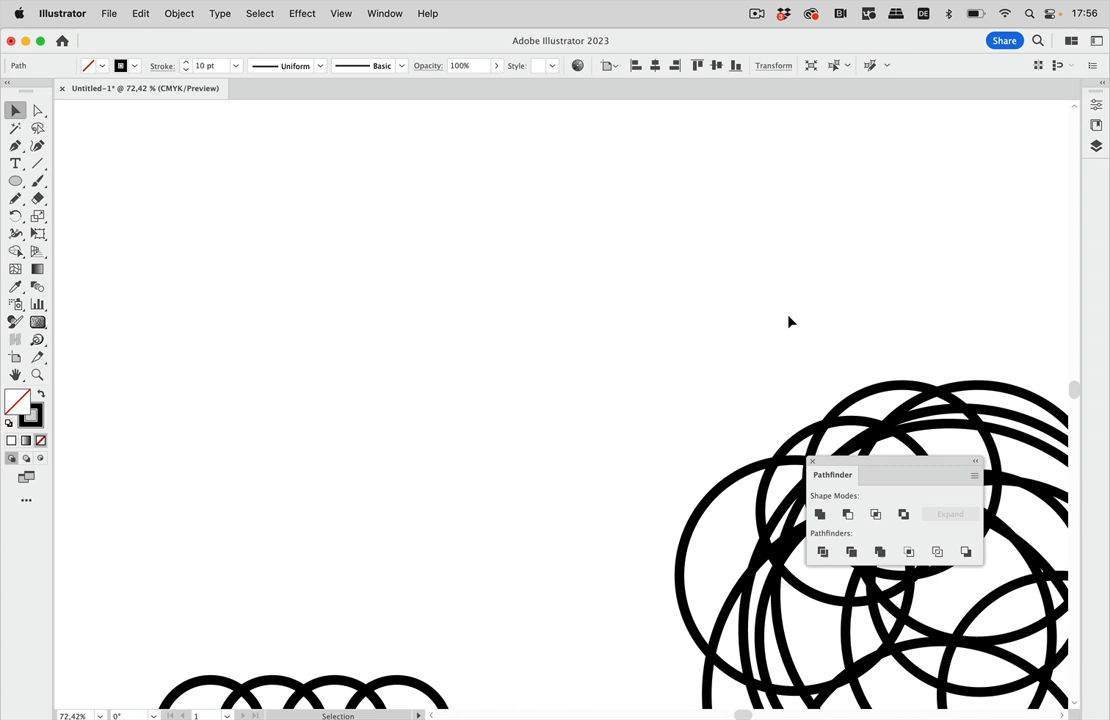 Illustrator File Edit Object Type Select Effect View Window Help 17:56
Adobe Illustrator 2023 Share
Path Stroke: 10 pt Uniform Basic Opacity: 100% Style: Transform
Untitled-1* @ 72,42 % (CMYK/Preview)
Pathfinder
Shape Modes:
Expand
Pathfinders:
72,42% 0° 1 Selection